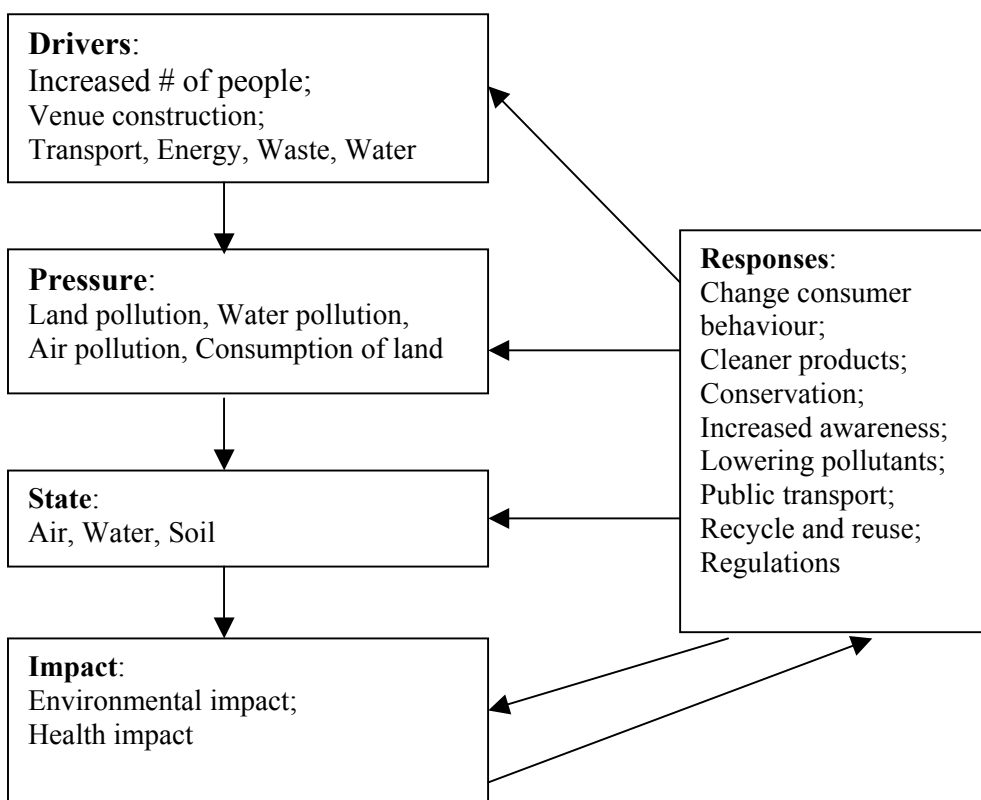 Drivers:
Increased # of people;
Venue construction;
Transport, Energy, Waste, Water
Pressure:
Land pollution, Water pollution,
Air pollution, Consumption of land
State:
Air, Water, Soil
Impact:
Environmental impact;
Health impact
Responses:
Change consumer
behaviour;
Cleaner products;
Conservation;
Increased awareness;
Lowering pollutants;
Public transport;
Recycle and reuse;
Regulations